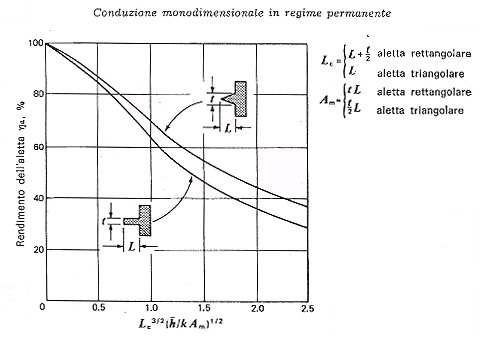 Conduzione monodimensionale in regime permanente
L_c = { L + t/2 aletta rettangolare
L aletta triangolare
A_m = { tL aletta rettangolare
t/2 L aletta triangolare
Rendimento dell'aletta ηa, %
100
80
60
40
20
t
L
t
L
0 0.5 1.0 1.5 2.0 2.5
L_c^3/2 (h̄/k A_m)^1/2